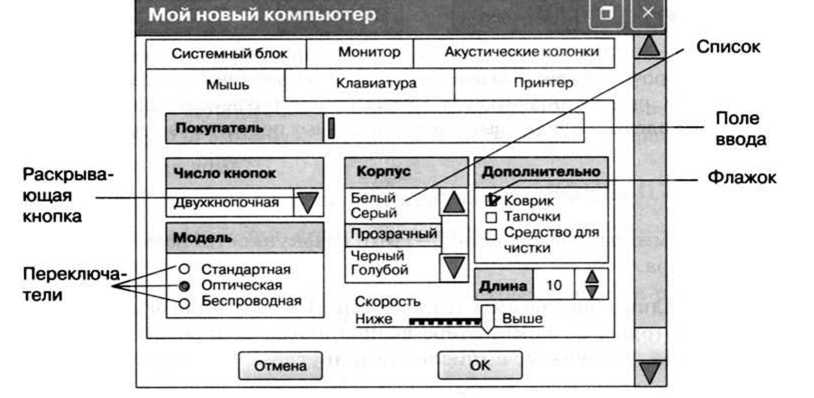 Мой новый компьютер
Системный блок
Монитор
Акустические колонки
Мышь
Клавиатура
Принтер
Покупатель
Число кнопок
Двухкнопочная
Модель
Стандартная
Оптическая
Беспроводная
Корпус
Белый
Серый
Прозрачный
Черный
Голубой
Дополнительно
Коврик
Тапочки
Средство для
чистки
Длина
10
Скорость
Ниже
Выше
Отмена
OK
Список
Поле
ввода
Флажок
Раскрыва-
ющая
кнопка
Переключа-
тели